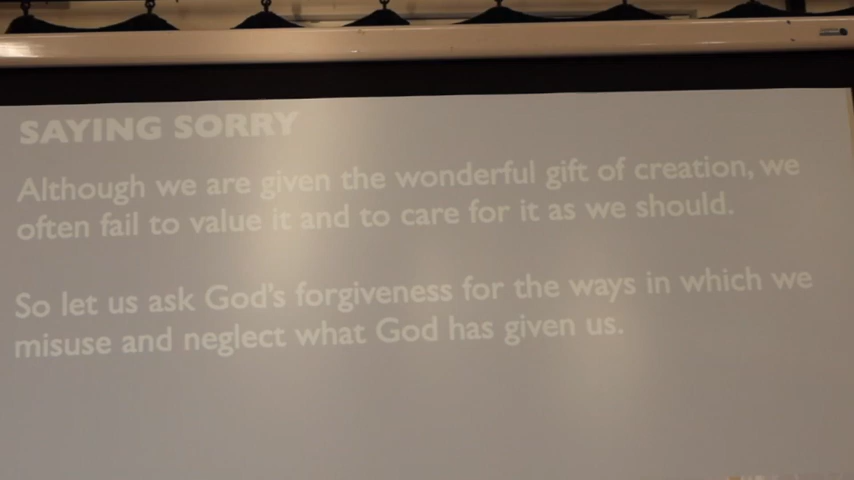 SAYING SORRY
Although we are given the wonderful gift of creation, we
often fail to value it and to care for it as we should.
So let us ask God's forgiveness for the ways in which we
misuse and neglect what God has given us.